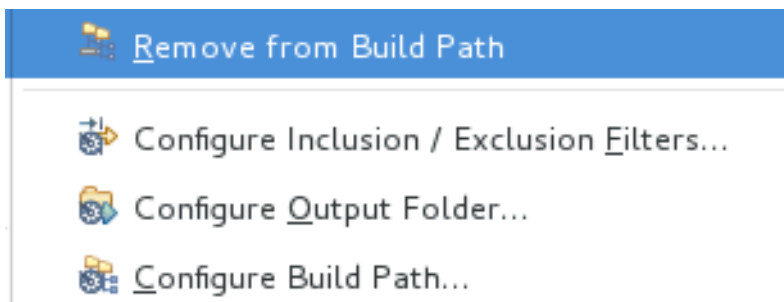 Remove from Build Path
Configure Inclusion / Exclusion Filters...
Configure Output Folder...
Configure Build Path...